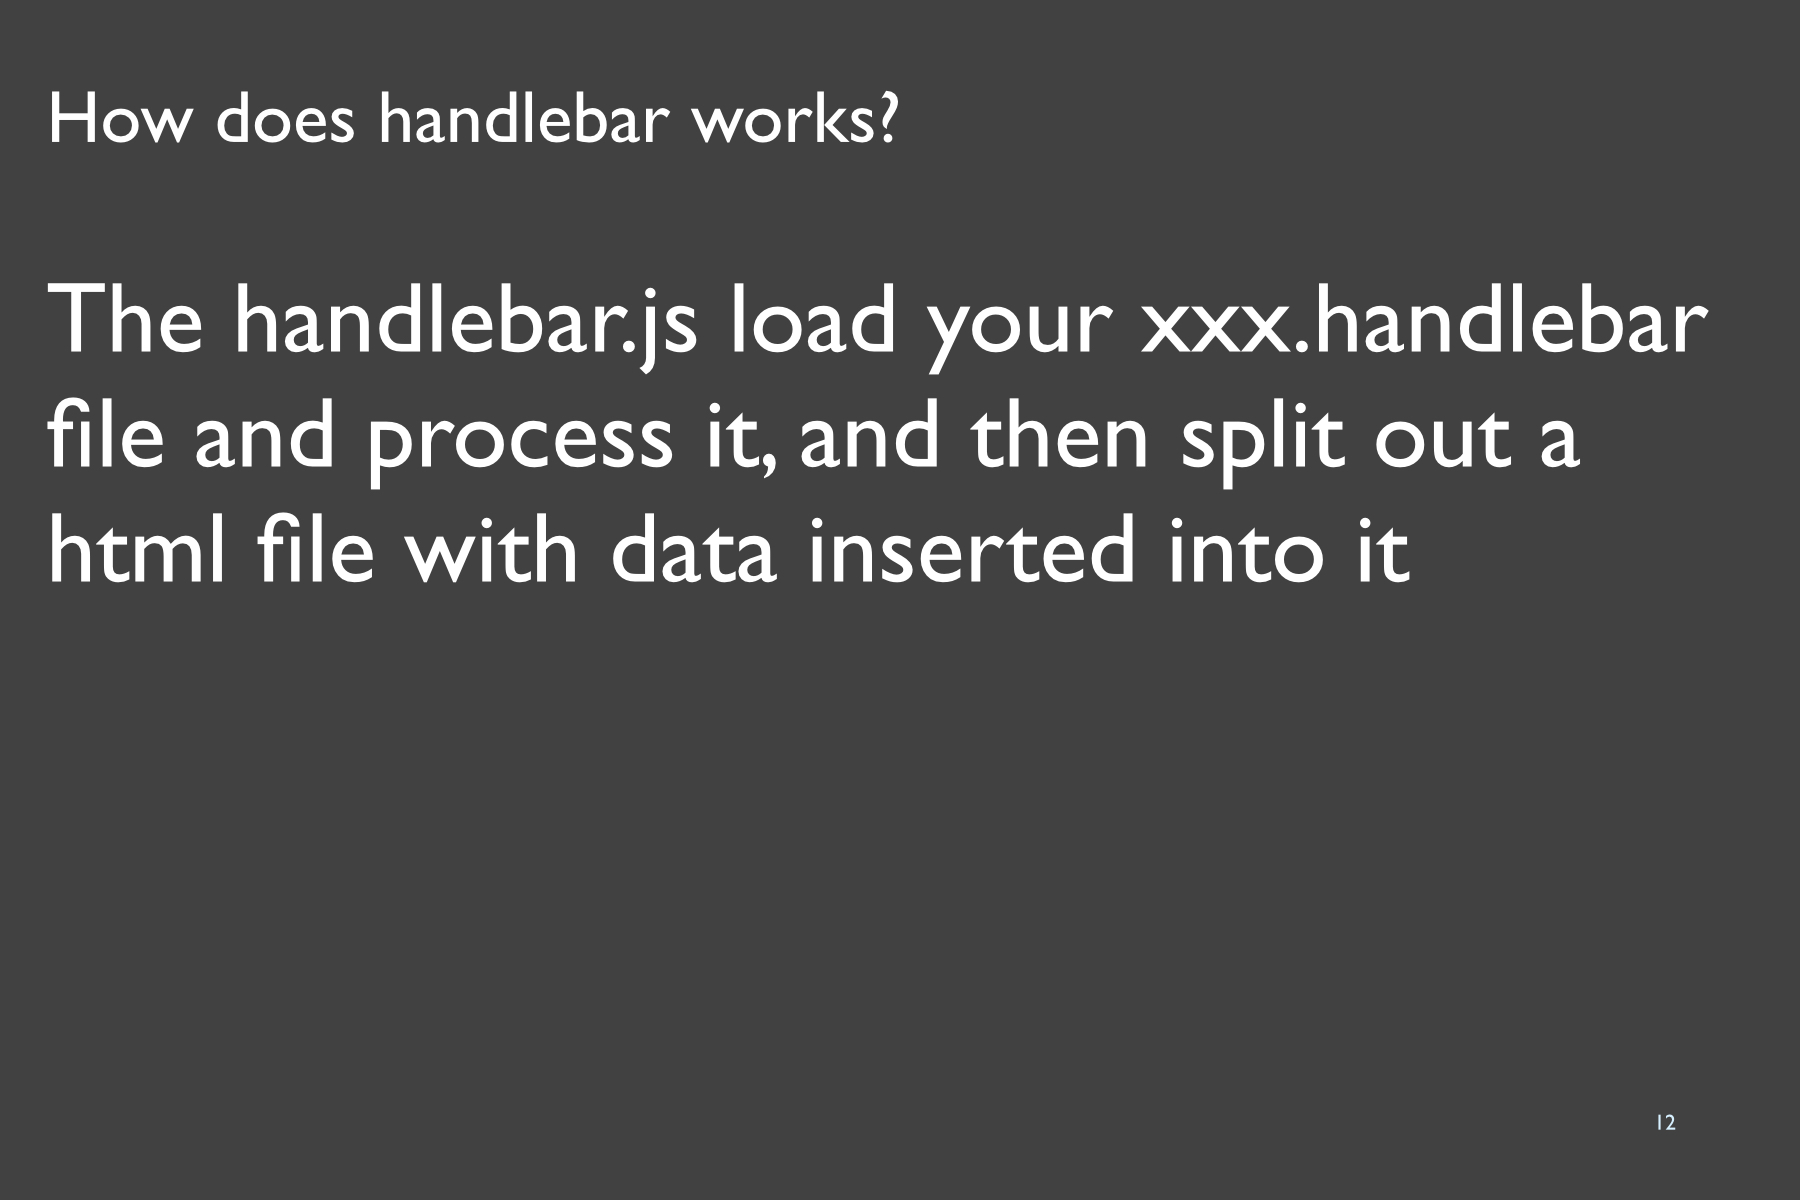 How does handlebar works?
The handlebar.js load your xxx.handlebar
file and process it, and then split out a
html file with data inserted into it
12